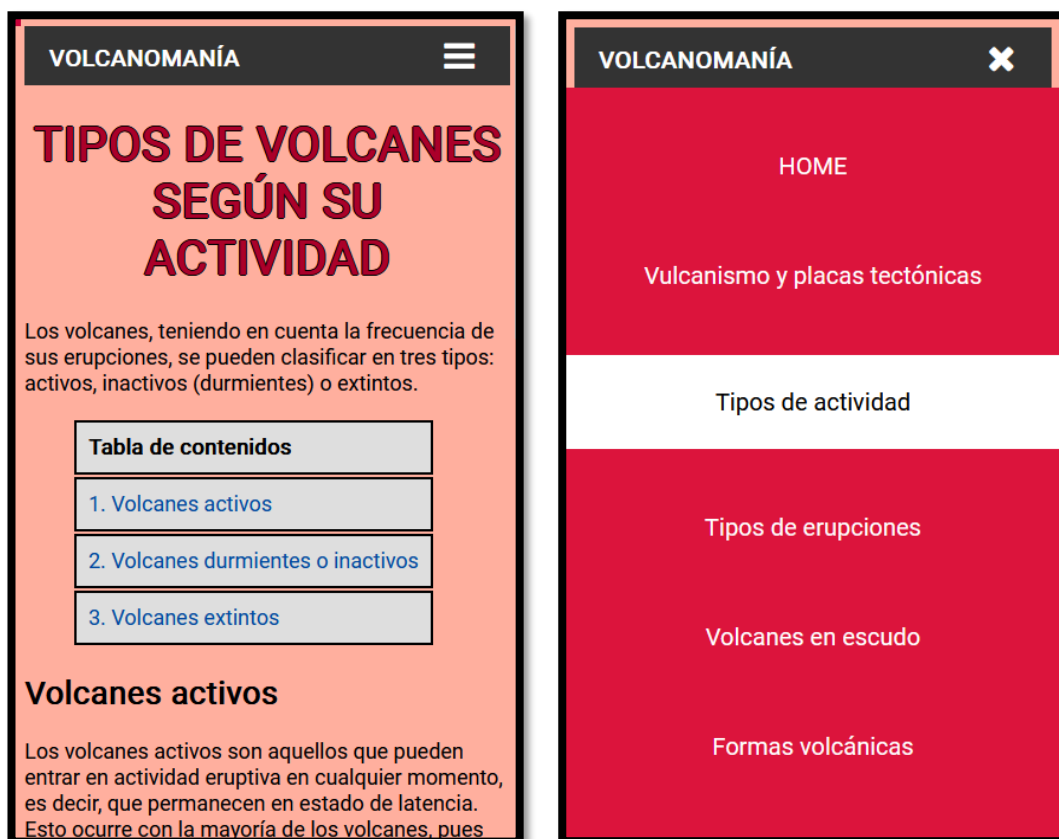 VOLCANOMANÍA
TIPOS DE VOLCANES
SEGÚN SU
ACTIVIDAD
Los volcanes, teniendo en cuenta la frecuencia de
sus erupciones, se pueden clasificar en tres tipos:
activos, inactivos (durmientes) o extintos.
Tabla de contenidos
1. Volcanes activos
2. Volcanes durmientes o inactivos
3. Volcanes extintos
Volcanes activos
Los volcanes activos son aquellos que pueden
entrar en actividad eruptiva en cualquier momento,
es decir, que permanecen en estado de latencia.
Esto ocurre con la mayoría de los volcanes, pues
VOLCANOMANÍA
HOME
Vulcanismo y placas tectónicas
Tipos de actividad
Tipos de erupciones
Volcanes en escudo
Formas volcánicas